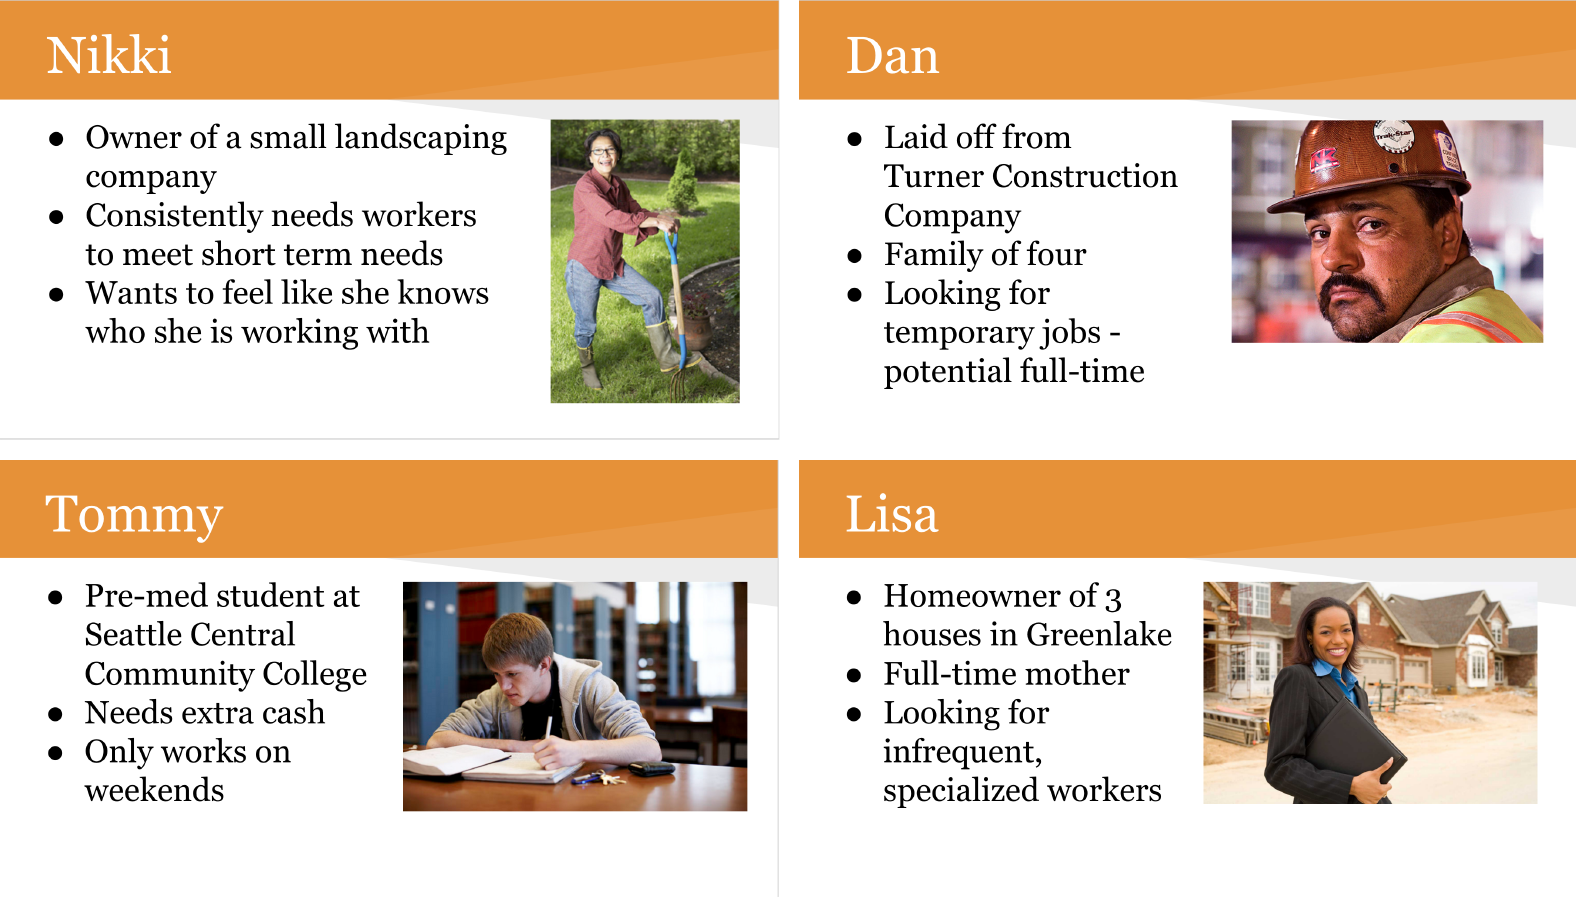 Nikki
● Owner of a small landscaping
company
● Consistently needs workers
to meet short term needs
● Wants to feel like she knows
who she is working with
Dan
● Laid off from
Turner Construction
Company
● Family of four
● Looking for
temporary jobs -
potential full-time
Trak-Star
Tommy
● Pre-med student at
Seattle Central
Community College
● Needs extra cash
● Only works on
weekends
Lisa
● Homeowner of 3
houses in Greenlake
● Full-time mother
● Looking for
infrequent,
specialized workers